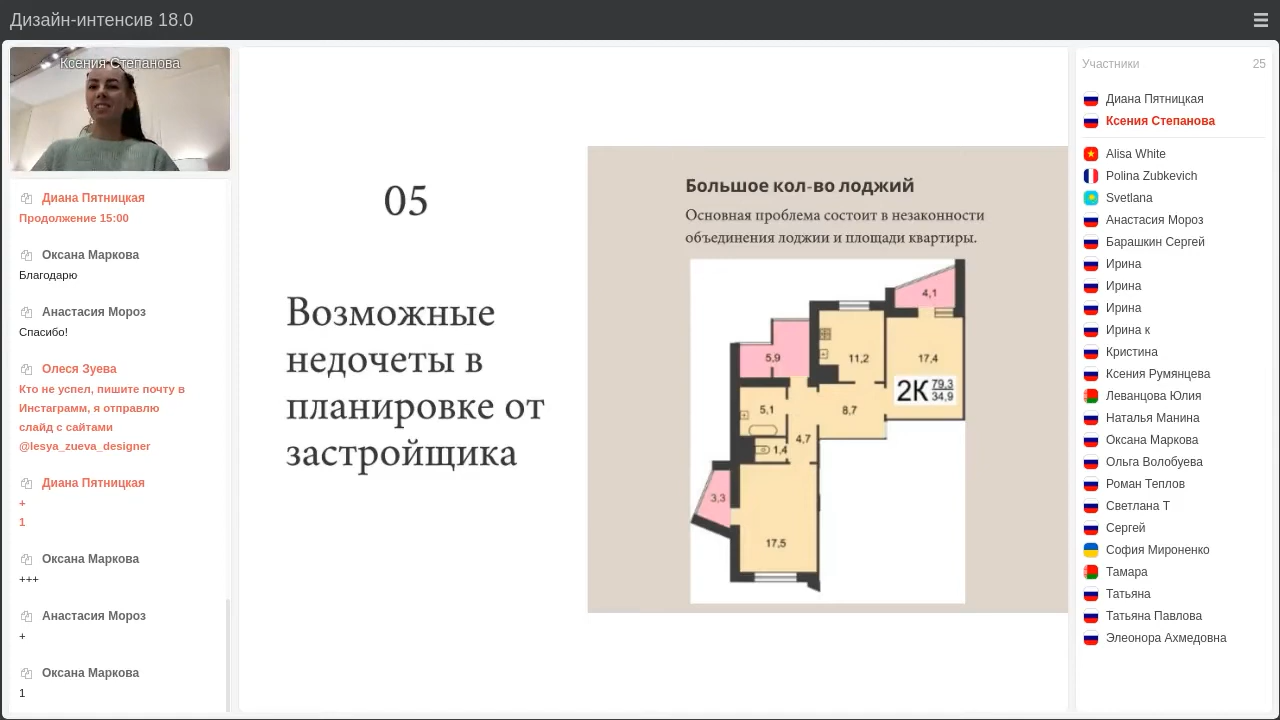 Дизайн-интенсив 18.0
Ксения Степанова
Диана Пятницкая
Продолжение 15:00
Оксана Маркова
Благодарю
Анастасия Мороз
Спасибо!
Олеся Зуева
Кто не успел, пишите почту в
Инстаграмм, я отправлю
слайд с сайтами
@lesya_zueva_designer
Диана Пятницкая
+
1
Оксана Маркова
+++
Анастасия Мороз
+
Оксана Маркова
1
05
Возможные
недочеты в
планировке от
застройщика
Большое кол-во лоджий
Основная проблема состоит в незаконности
объединения лоджии и площади квартиры.
4,1
5,9
11,2
17,4
2К 79,3
34,9
5,1
8,7
4,7
1,4
3,3
17,5
Участники 25
Диана Пятницкая
Ксения Степанова
Alisa White
Polina Zubkevich
Svetlana
Анастасия Мороз
Барашкин Сергей
Ирина
Ирина
Ирина
Ирина к
Кристина
Ксения Румянцева
Леванцова Юлия
Наталья Манина
Оксана Маркова
Ольга Волобуева
Роман Теплов
Светлана Т
Сергей
София Мироненко
Тамара
Татьяна
Татьяна Павлова
Элеонора Ахмедовна